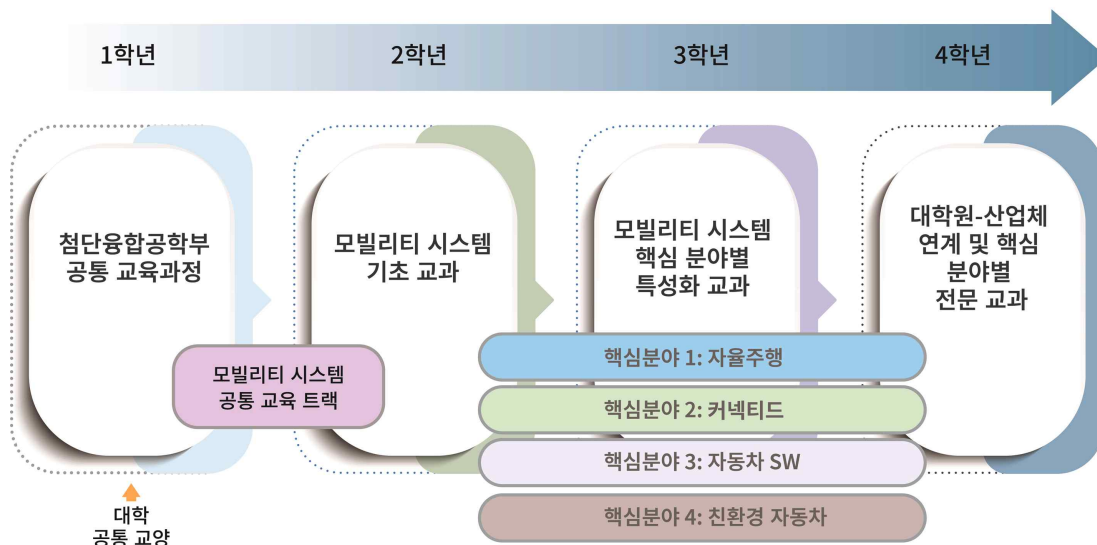 1학년
2학년
3학년
4학년
첨단융합공학부
공통 교육과정
모빌리티 시스템
기초 교과
모빌리티 시스템
핵심 분야별
특성화 교과
대학원-산업체
연계 및 핵심
분야별
전문 교과
모빌리티 시스템
공통 교육 트랙
핵심분야 1: 자율주행
핵심분야 2: 커넥티드
핵심분야 3: 자동차 SW
핵심분야 4: 친환경 자동차
대학
공통 교양